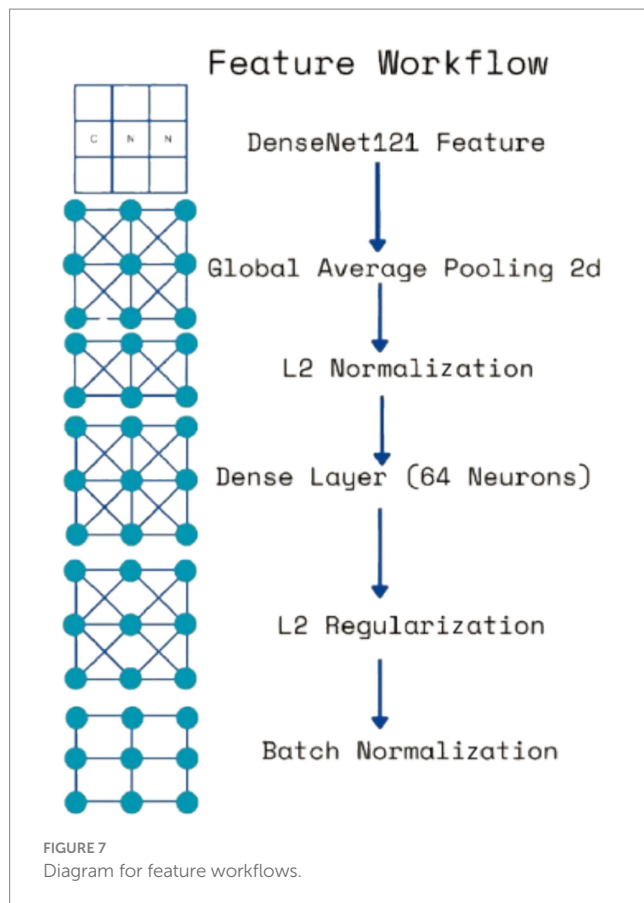 Feature Workflow
C N N
DenseNet121 Feature
Global Average Pooling 2d
L2 Normalization
Dense Layer (64 Neurons)
L2 Regularization
Batch Normalization
FIGURE 7
Diagram for feature workflows.